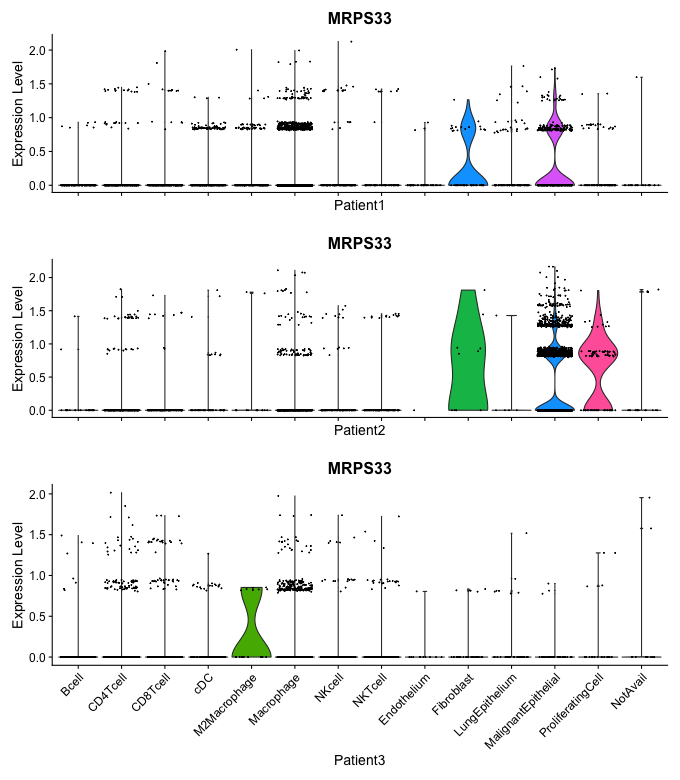 MRPS33
Expression Level
2.0
1.5
1.0
0.5
0.0
Patient1
MRPS33
Expression Level
2.0
1.5
1.0
0.5
0.0
Patient2
MRPS33
Expression Level
2.0
1.5
1.0
0.5
0.0
Bcell
CD4Tcell
CD8Tcell
cDC
M2Macrophage
Macrophage
NKcell
NKTcell
Endothelium
Fibroblast
LungEpithelium
MalignantEpithelial
ProliferatingCell
NotAvail
Patient3